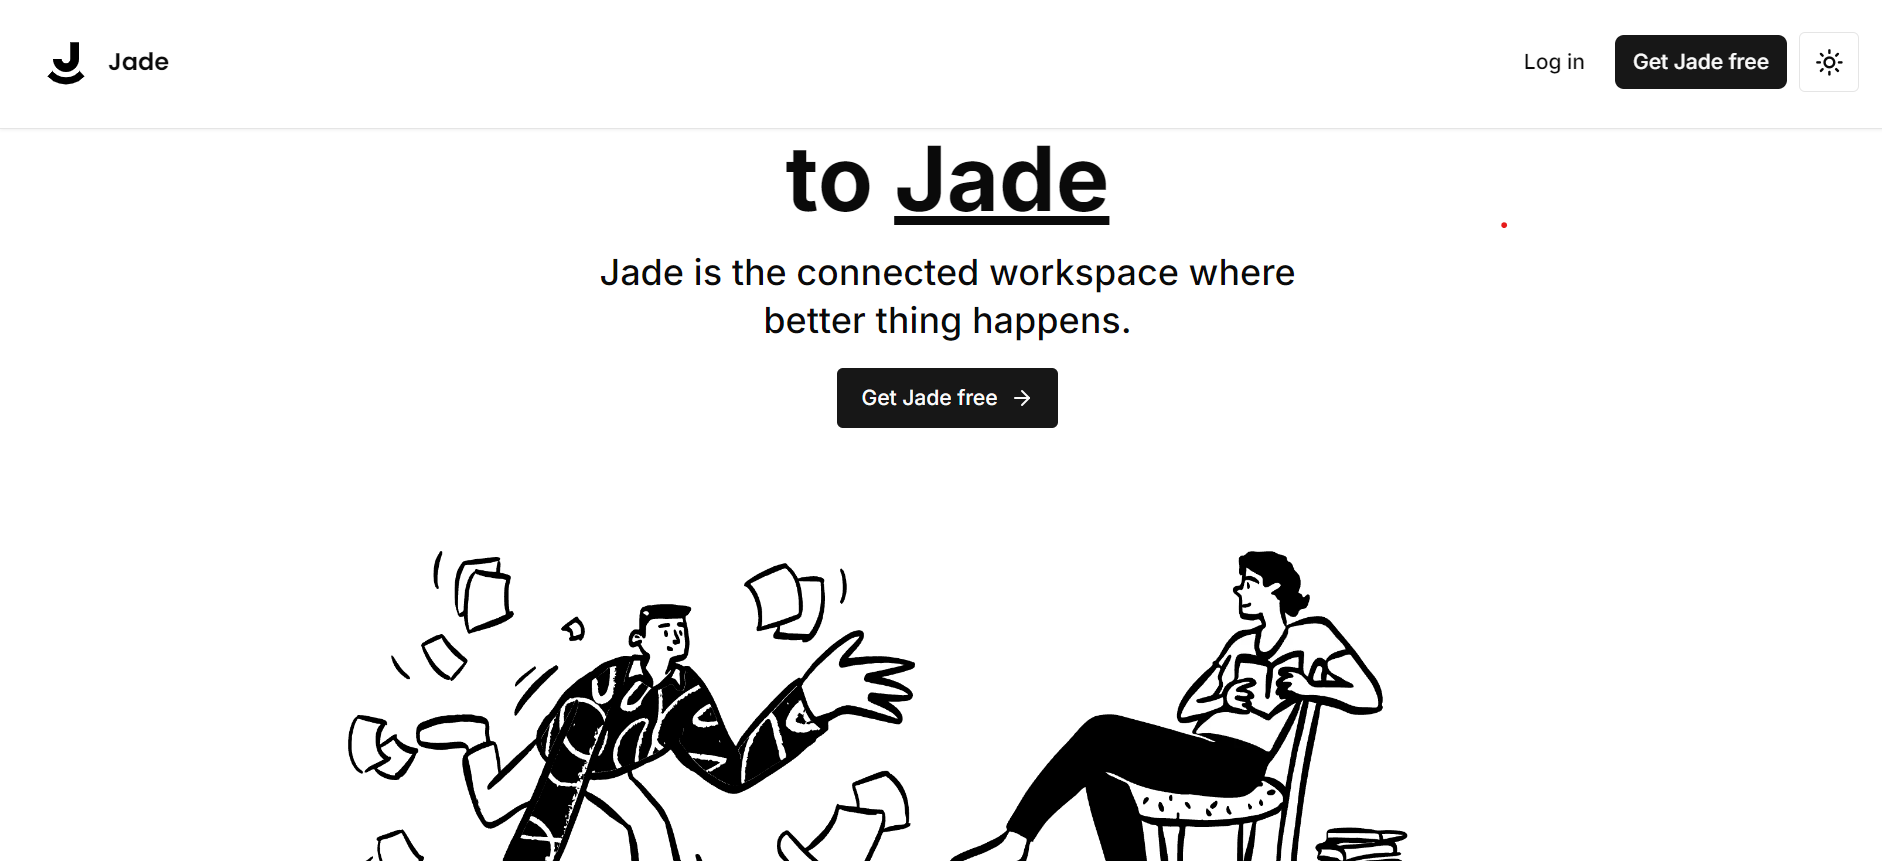 Jade
Log in
Get Jade free
to Jade
Jade is the connected workspace where
better thing happens.
Get Jade free